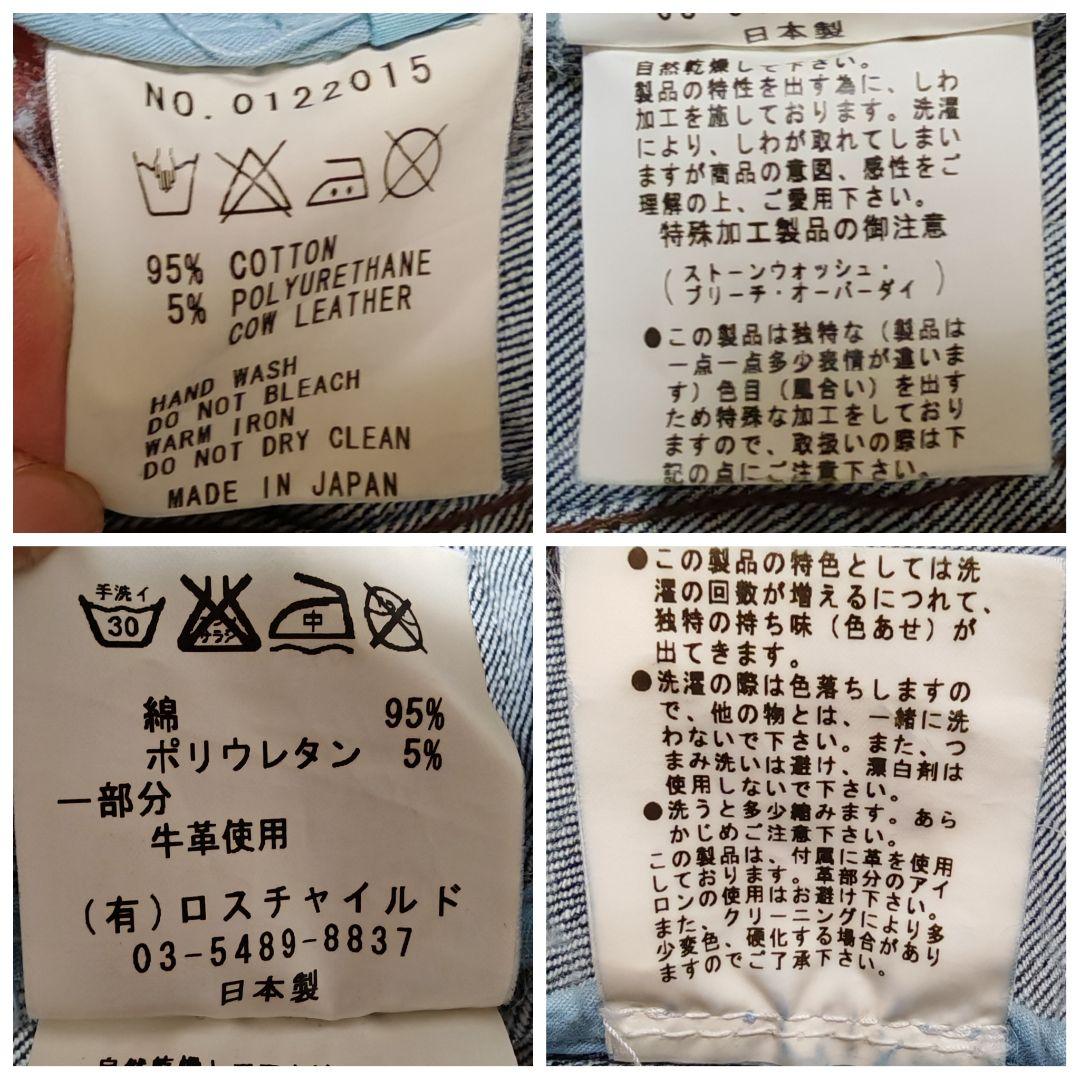 NO. 0122015
95% COTTON
5% POLYURETHANE
COW LEATHER
HAND WASH
DO NOT BLEACH
WARM IRON
DO NOT DRY CLEAN
MADE IN JAPAN
日本製
自然乾燥して下さい。
製品の特性を出す為に、しわ
加工を施しております。洗濯
により、しわが取れてしまい
ますが商品の意図、感性をご
理解の上、ご愛用下さい。
特殊加工製品の御注意
(ストーンウォッシュ・
ブリーチ・オーバーダイ)
●この製品は独特な(製品は
一点一点多少表情が違いま
す)色目(風合い)を出す
ため特殊な加工をしており
ますので、取扱いの際は下
記の点にご注意下さい。
手洗イ
30
サラシ
中
綿 95%
ポリウレタン 5%
一部分
牛革使用
(有)ロスチャイルド
03-5489-8837
日本製
●この製品の特色としては洗
濯の回数が増えるにつれて、
独特の持ち味(色あせ)が
出てきます。
●洗濯の際は色落ちしますの
で、他の物とは、一緒に洗
わないで下さい。また、つ
まみ洗いは避け、漂白剤は
使用しないで下さい。
●洗うと多少縮みます。あら
かじめご注意下さい。
この製品は、付属に革を使用
しております。革部分のアイ
ロンの使用はお避け下さい。
また、クリーニングにより多
少変色、硬化する場合があり
ますのでご了承下さい。